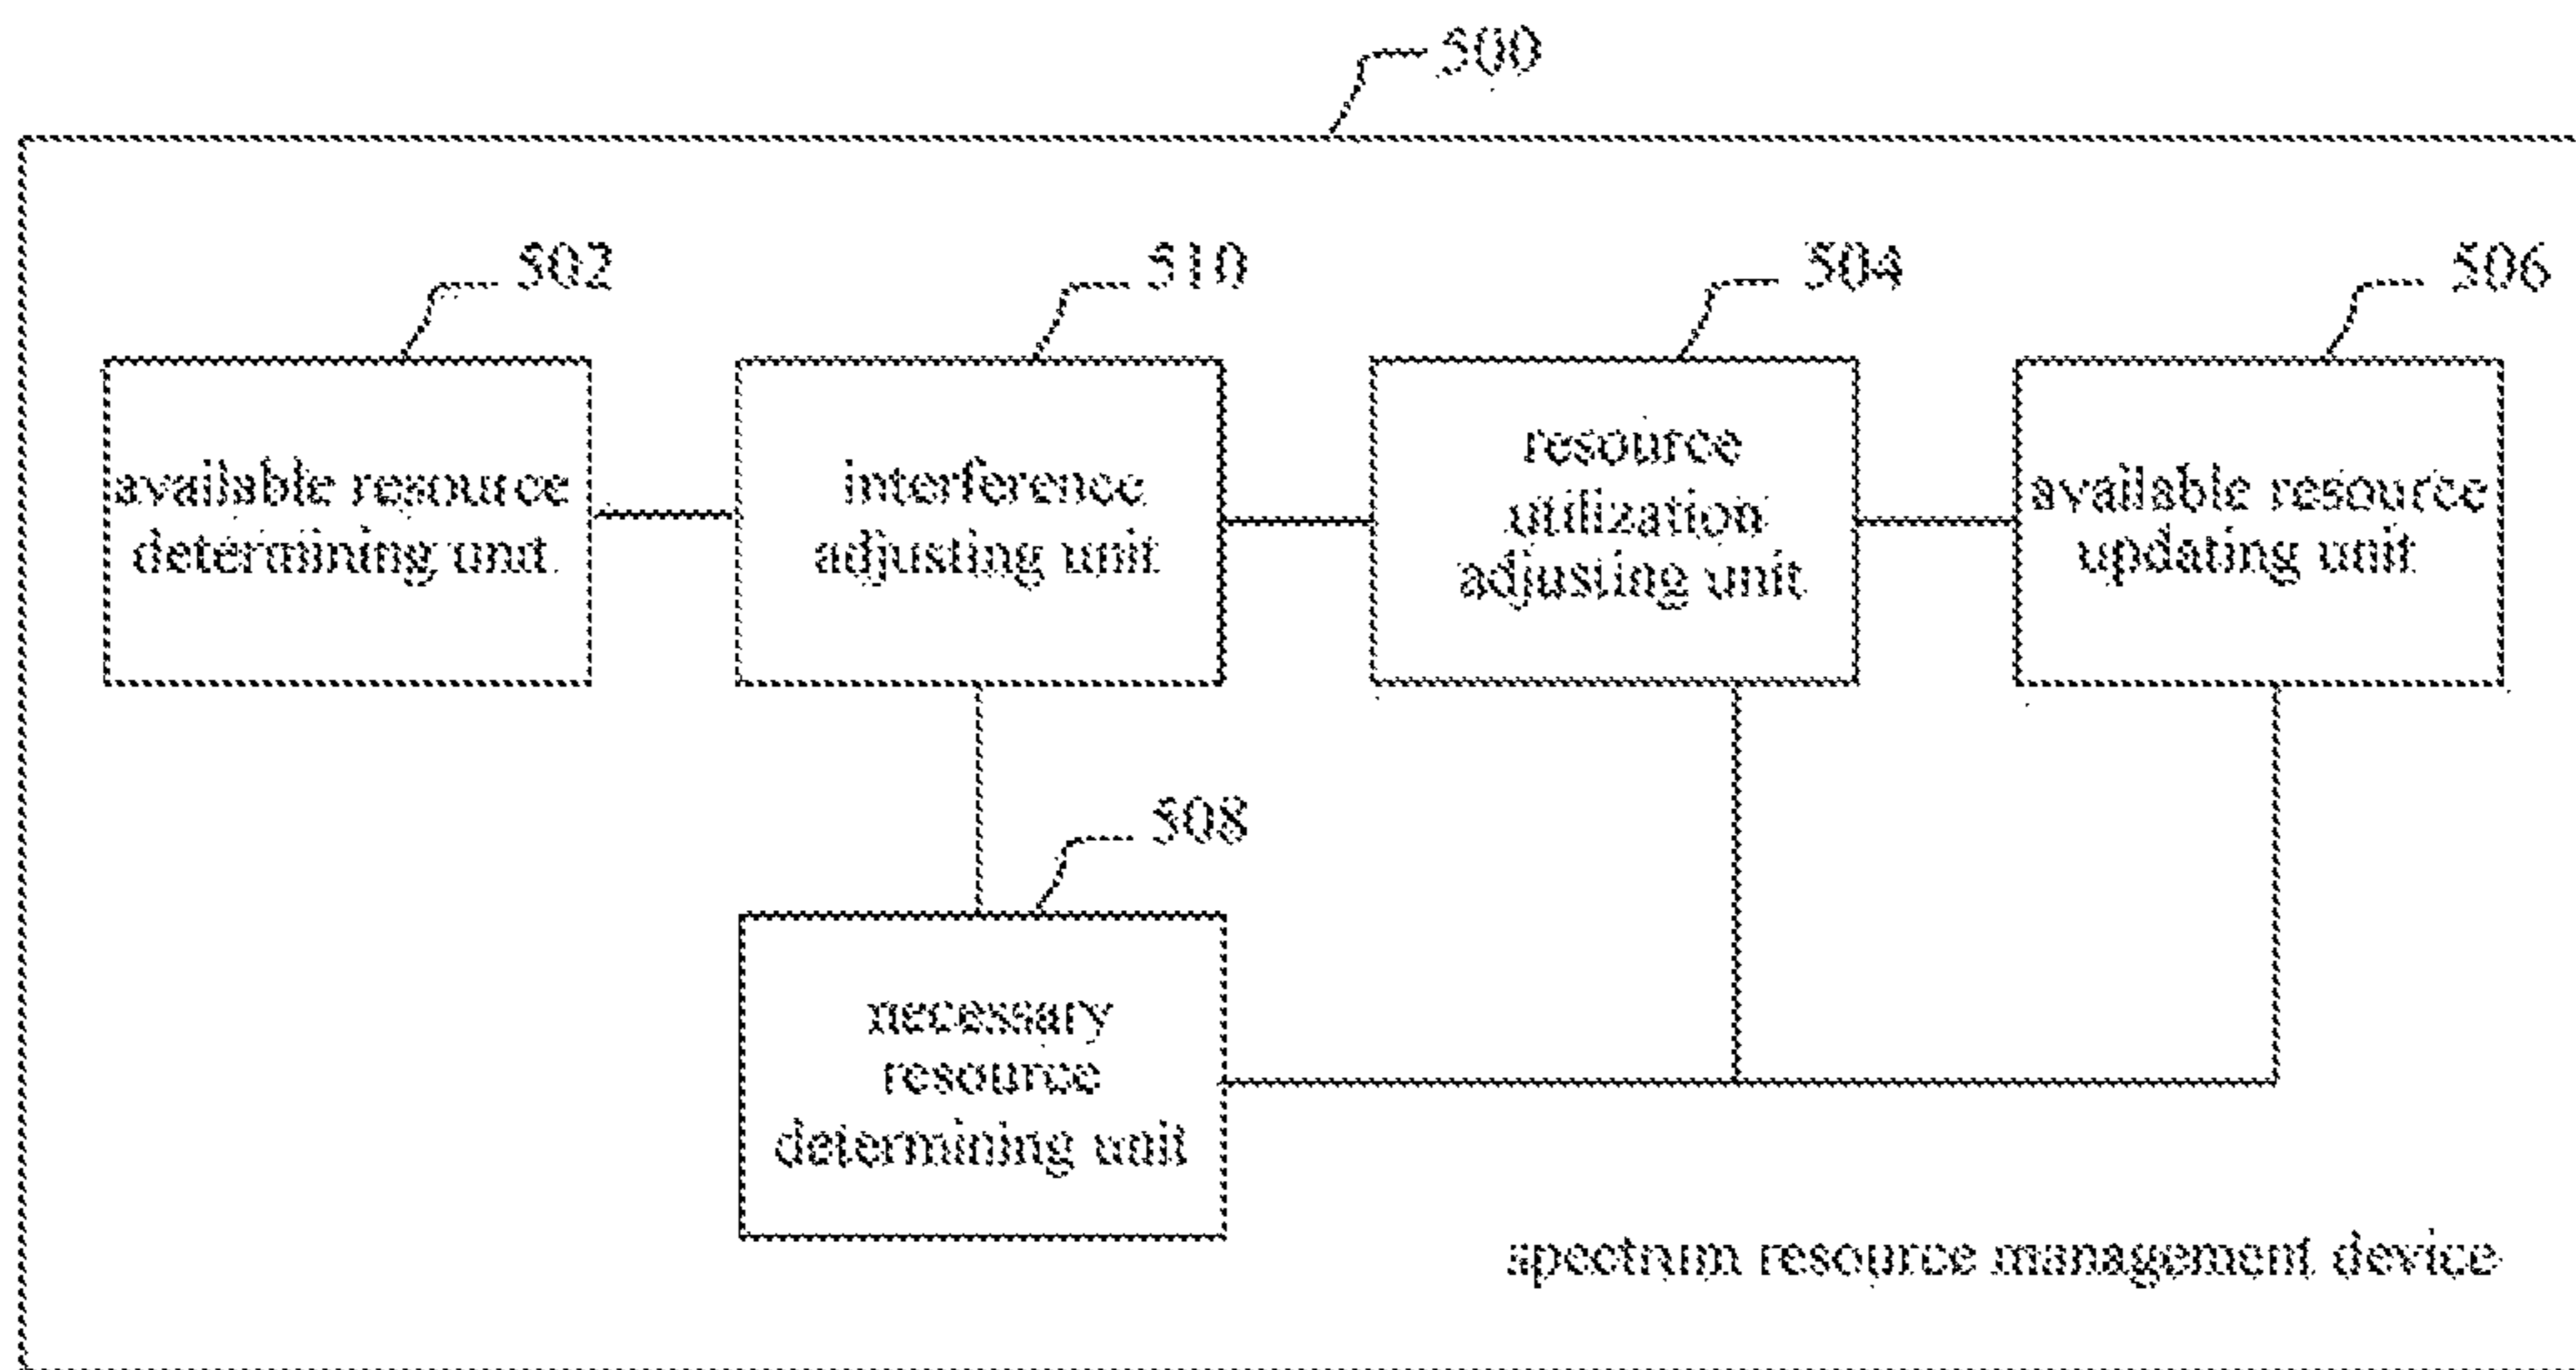 500
502
510
504
506
available resource
determining unit
interference
adjusting unit
resource
utilization
adjusting unit
available resource
updating unit
508
necessary
resource
determining unit
spectrum resource management device